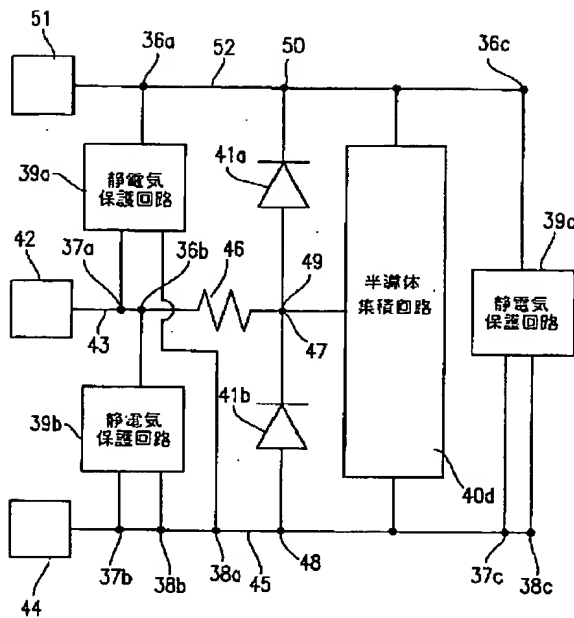 51
36a
52
50
36c
39a
静電気
保護回路
41a
39c
42
37a
36b
46
49
半導体
集積回路
静電気
保護回路
43
47
39b
静電気
保護回路
41b
40d
44
37b
38b
38a
45
48
37c
38c